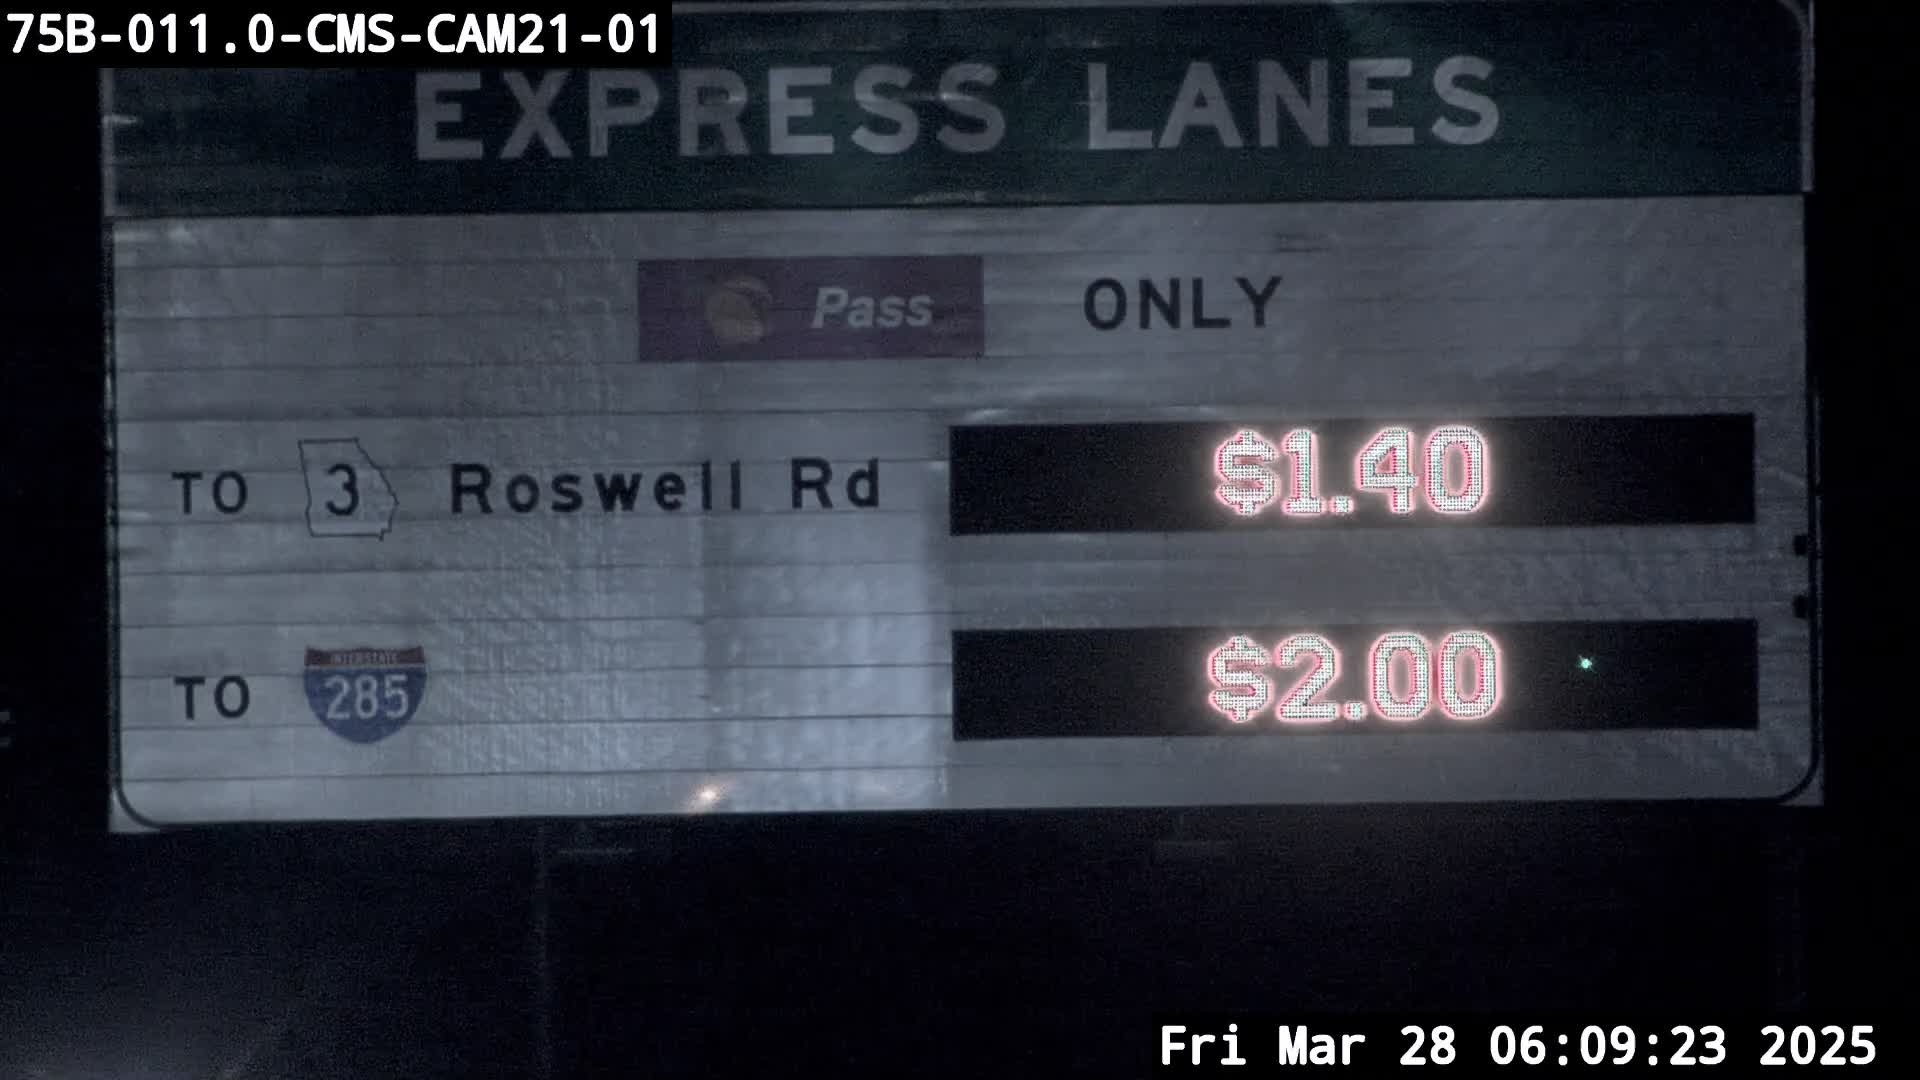 75B-011.0-CMS-CAM21-01
EXPRESS LANES
Pass ONLY
TO 3 Roswell Rd $1.40
INTERSTATE
TO 285 $2.00
Fri Mar 28 06:09:23 2025